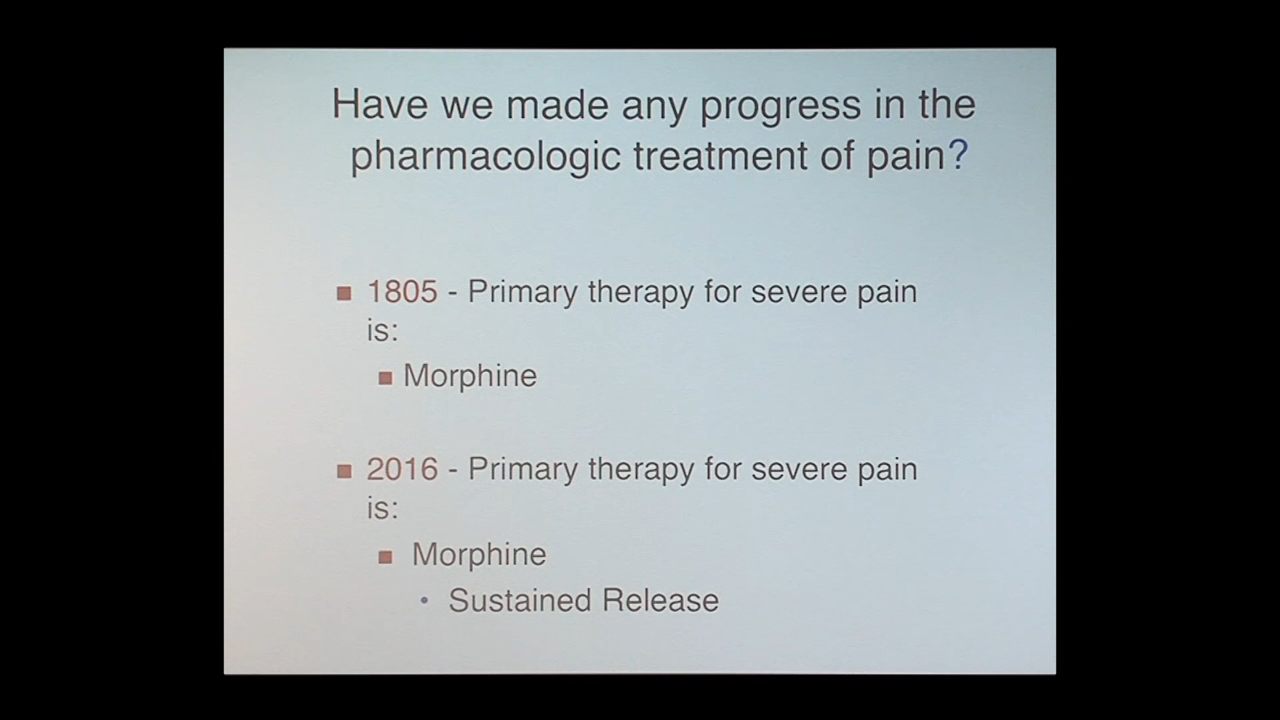 Have we made any progress in the
pharmacologic treatment of pain?
■ 1805 - Primary therapy for severe pain
is:
■ Morphine
■ 2016 - Primary therapy for severe pain
is:
■ Morphine
• Sustained Release